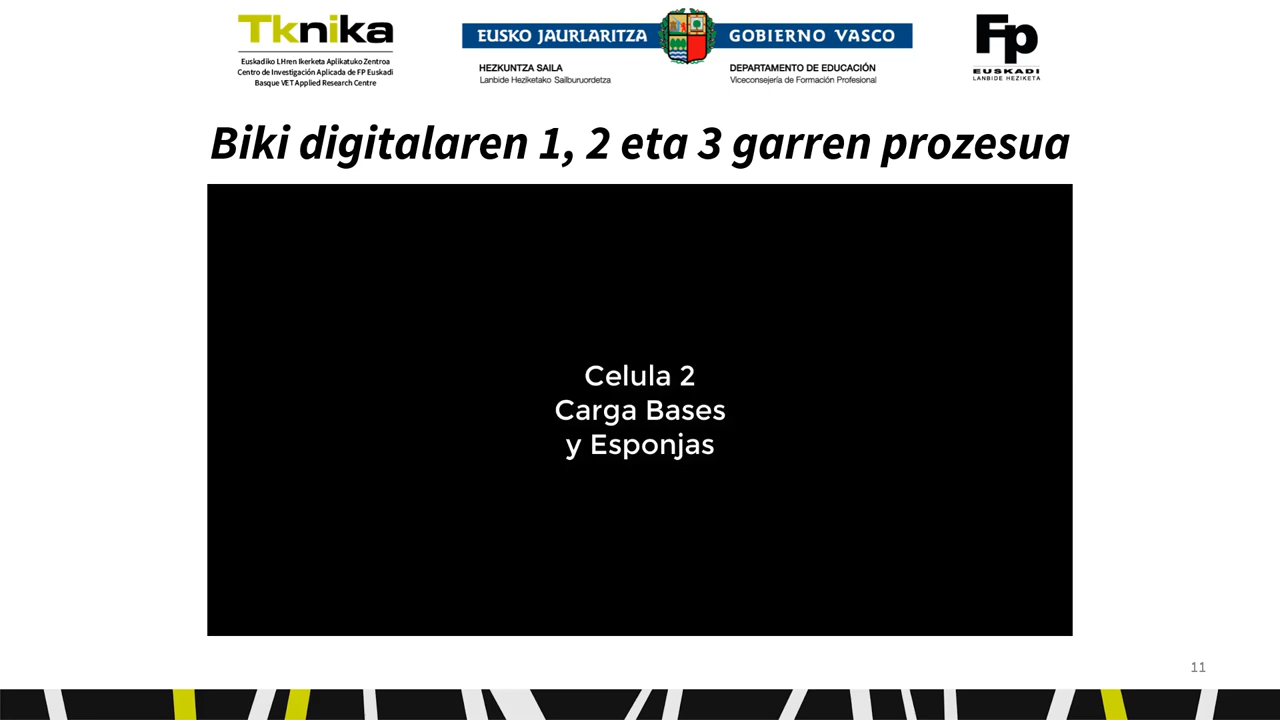 Tknika
Euskadiko LHren Ikerketa Aplikatuko Zentroa
Centro de Investigación Aplicada de FP Euskadi
Basque VET Applied Research Centre
EUSKO JAURLARITZA
GOBIERNO VASCO
HEZKUNTZA SAILA
Lanbide Heziketako Sailburuordetza
DEPARTAMENTO DE EDUCACIÓN
Viceconsejería de Formación Profesional
Fp
EUSKADI
LANBIDE HEZIKETA
Biki digitalaren 1, 2 eta 3 garren prozesua
Celula 2
Carga Bases
y Esponjas
11